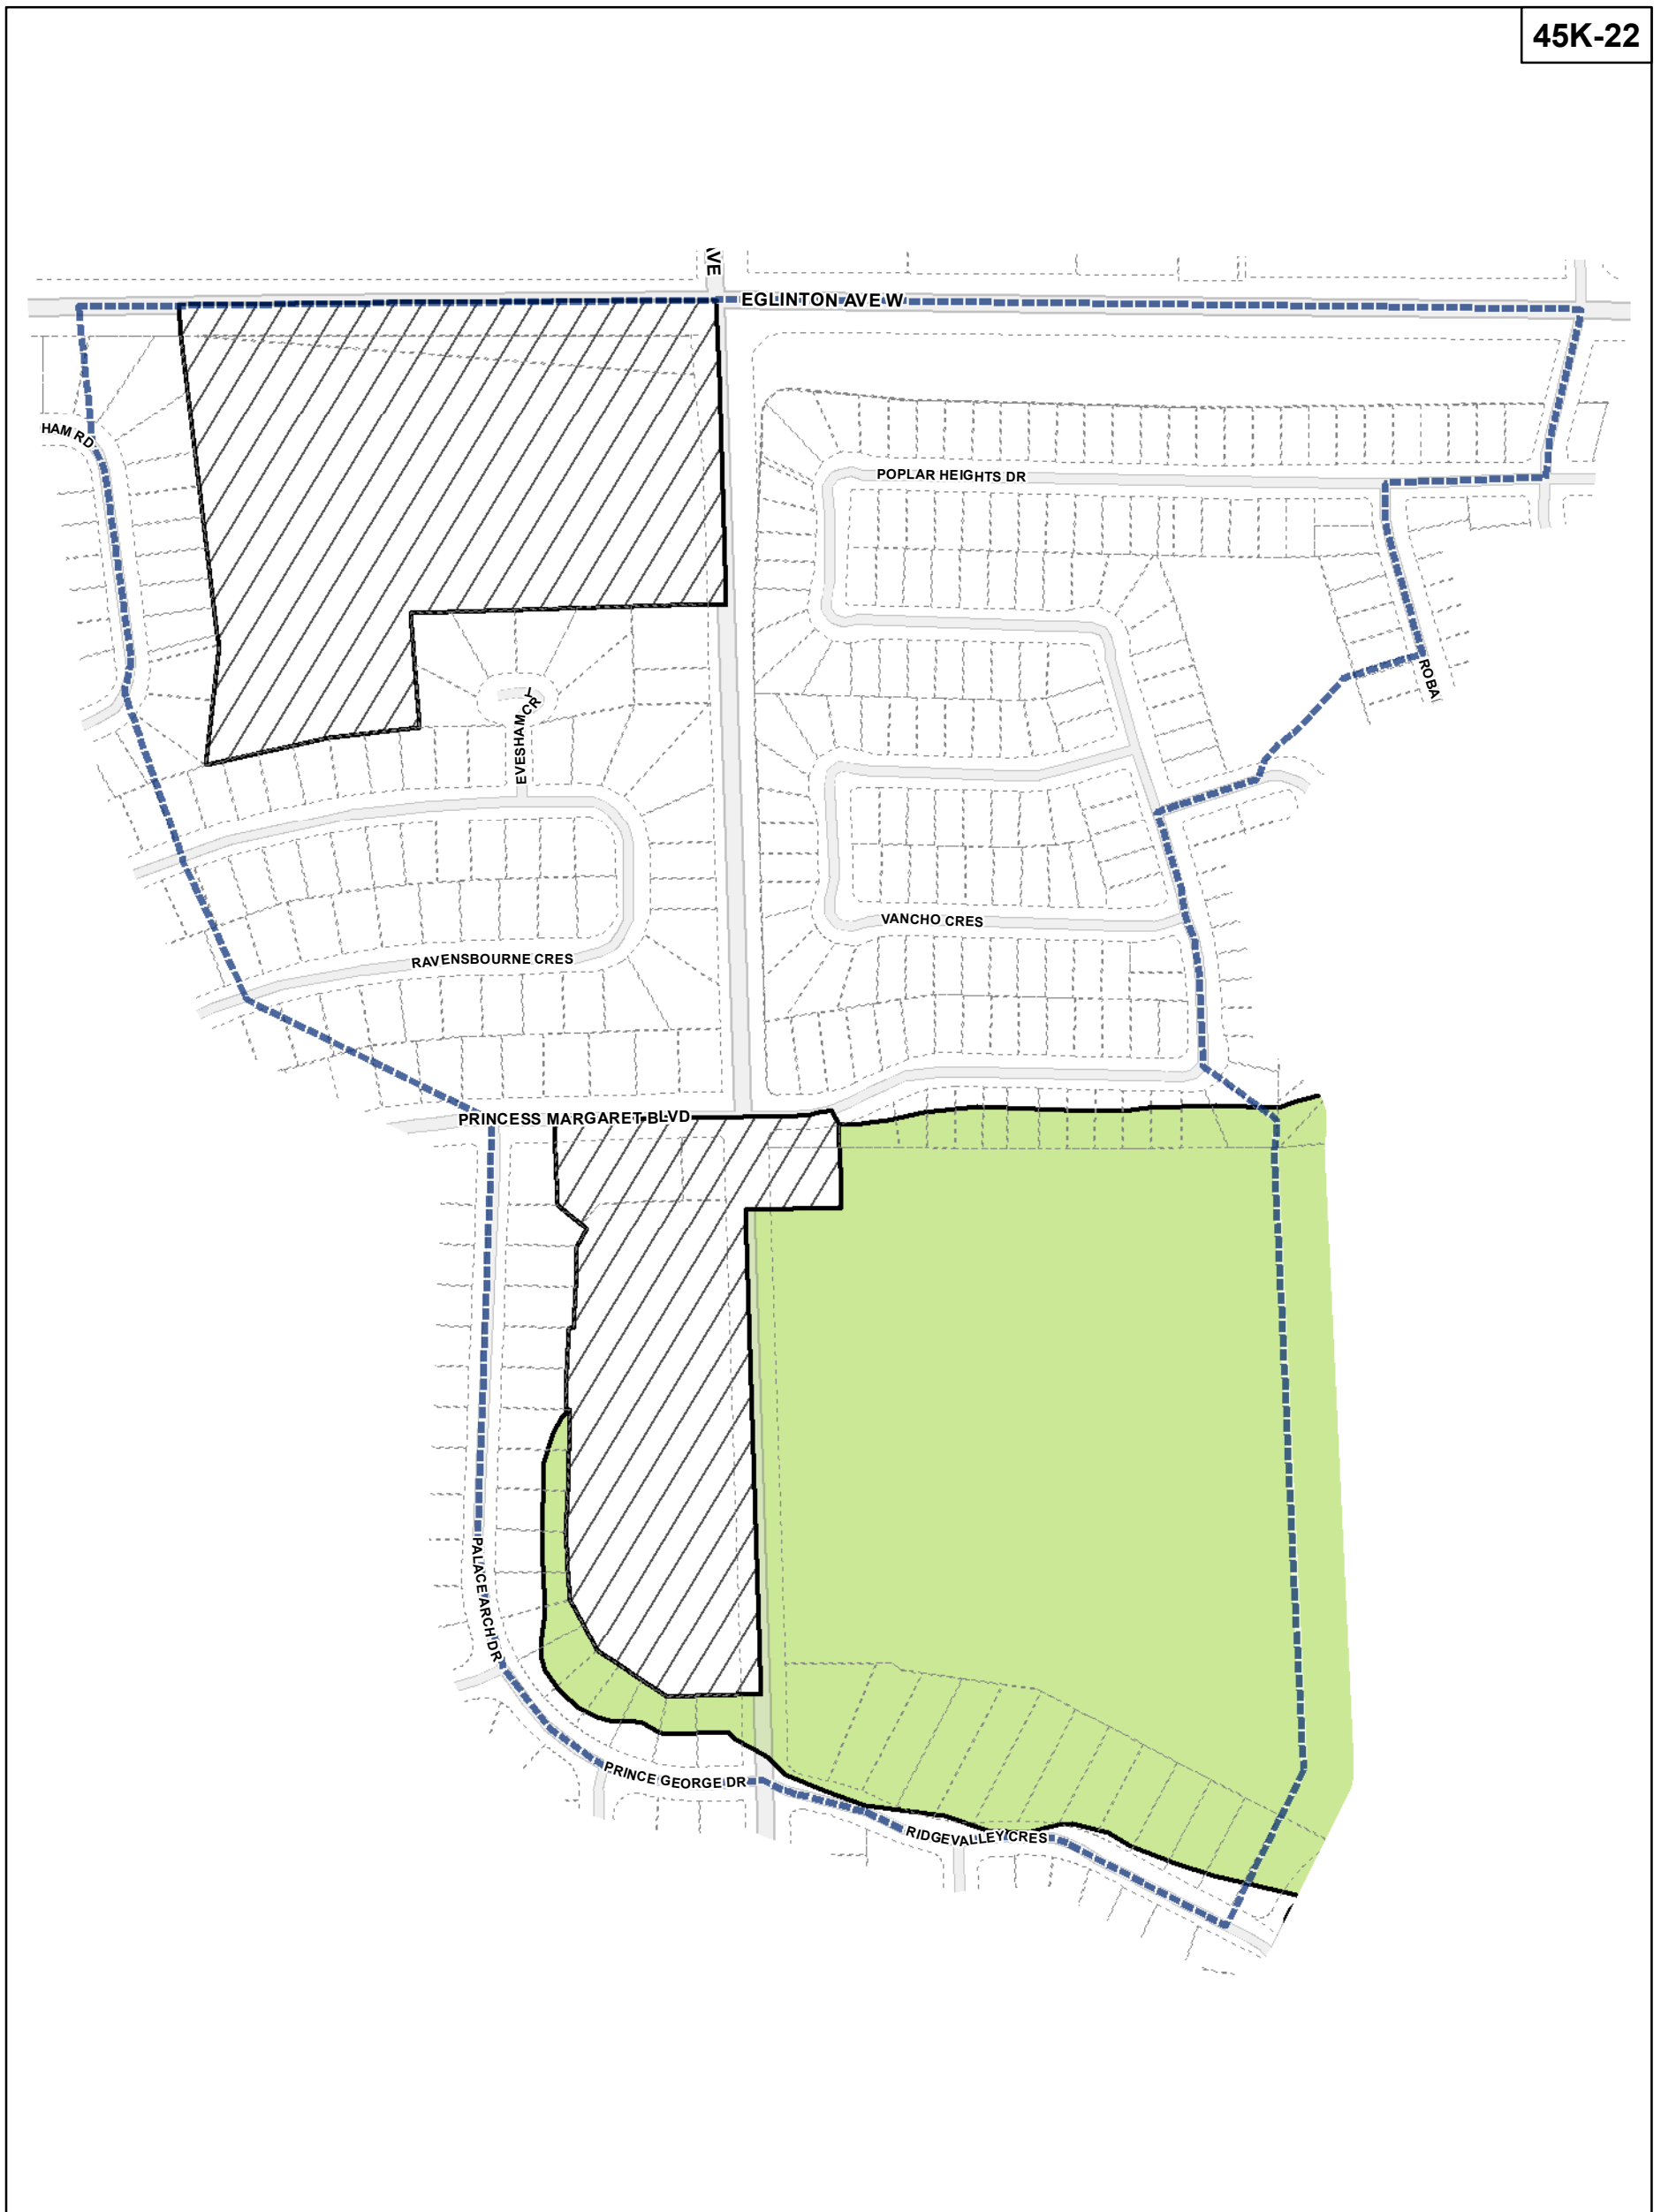 45K-22
VE
EGLINTON AVE W
HAM RD
POPLAR HEIGHTS DR
ROBA
EVESHAM CRT
VANCHO CRES
RAVENSBOURNE CRES
PRINCESS MARGARET BLVD
PALACE ARCH DR
PRINCE GEORGE DR
RIDGEVALLEY CRES